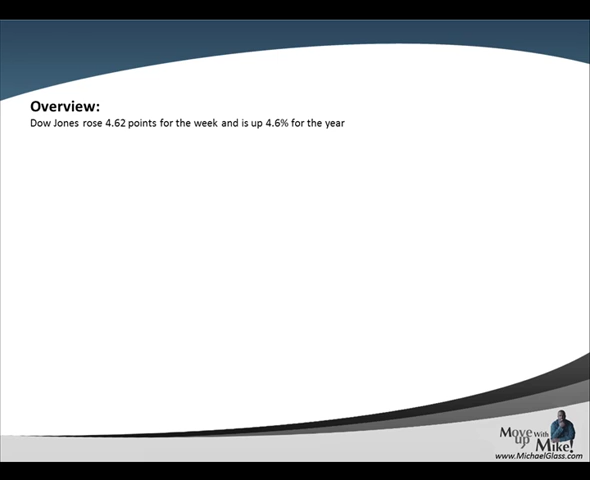 Overview:
Dow Jones rose 4.62 points for the week and is up 4.6% for the year
Move up With Mike!
www.MichaelGlass.com